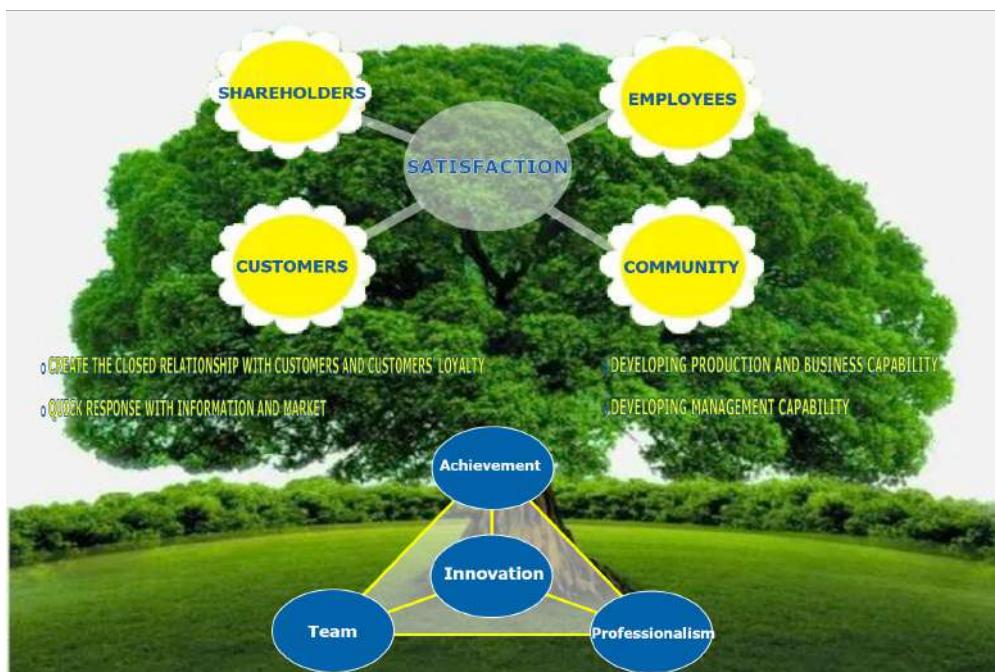 SHAREHOLDERS
EMPLOYEES
SATISFACTION
CUSTOMERS
COMMUNITY
CREATE THE CLOSED RELATIONSHIP WITH CUSTOMERS AND CUSTOMERS' LOYALTY
DEVELOPING PRODUCTION AND BUSINESS CAPABILITY
QUICK RESPONSE WITH INFORMATION AND MARKET
DEVELOPING MANAGEMENT CAPABILITY
Achievement
Innovation
Team
Professionalism